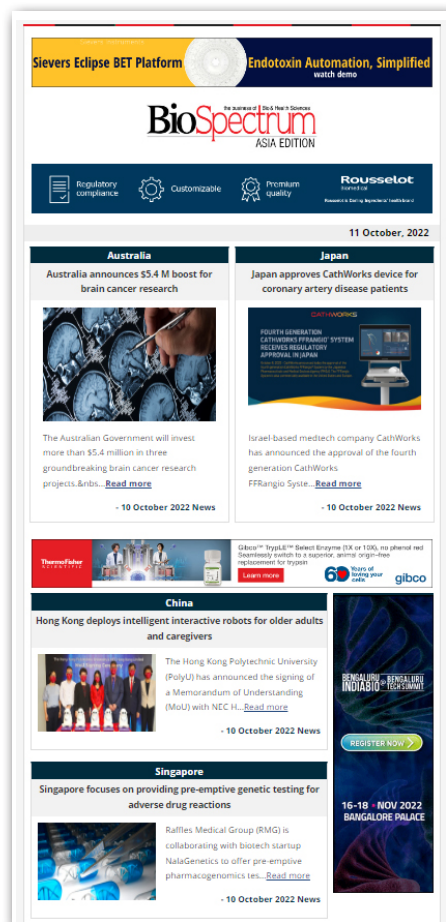 Sievers Eclipse BET Platform
Endotoxin Automation, Simplified
watch demo
the business of Bio & Health Sciences
BioSpectrum
ASIA EDITION
Regulatory
compliance
Customizable
Premium
quality
Rousselot
Biomedical
11 October, 2022
Australia
Australia announces $5.4 M boost for
brain cancer research
The Australian Government will invest
more than $5.4 million in three
groundbreaking brain cancer research
projects.&nbs...Read more
- 10 October 2022 News
Japan
Japan approves CathWorks device for
coronary artery disease patients
CATHWORKS
FOURTH GENERATION
CATHWORKS FFRANGIO® SYSTEM
RECEIVES REGULATORY
APPROVAL IN JAPAN
Israel-based medtech company CathWorks
has announced the approval of the fourth
generation CathWorks
FFRangio Syste...Read more
- 10 October 2022 News
ThermoFisher
SCIENTIFIC
Gibco™ TrypLE™ Select Enzyme (1X or 10X), no phenol red
Seamlessly switch to a superior, animal origin-free
replacement for trypsin
Learn more
60 Years of
loving your
cells
gibco
China
Hong Kong deploys intelligent interactive robots for older adults
and caregivers
The Hong Kong Polytechnic University
(PolyU) has announced the signing of
a Memorandum of Understanding
(MoU) with NEC H...Read more
- 10 October 2022 News
Singapore
Singapore focuses on providing pre-emptive genetic testing for
adverse drug reactions
Raffles Medical Group (RMG) is
collaborating with biotech startup
NalaGenetics to offer pre-emptive
pharmacogenomics tes...Read more
- 10 October 2022 News
BENGALURU
INDIABIO
@
BENGALURU
TECH SUMMIT
REGISTER NOW
16-18 • NOV 2022
BANGALORE PALACE